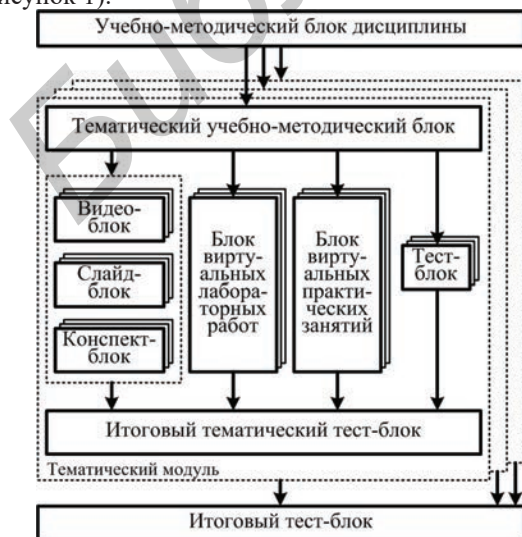 исунок 1).
Учебно-методический блок дисциплины
Тематический учебно-методический блок
Видео-
блок
Слайд-
блок
Конспект-
блок
Блок
вирту-
альных
лабора-
торных
работ
Блок
вирту-
альных
практи-
ческих
занятий
Тест-
блок
Итоговый тематический тест-блок
Тематический модуль
Итоговый тест-блок